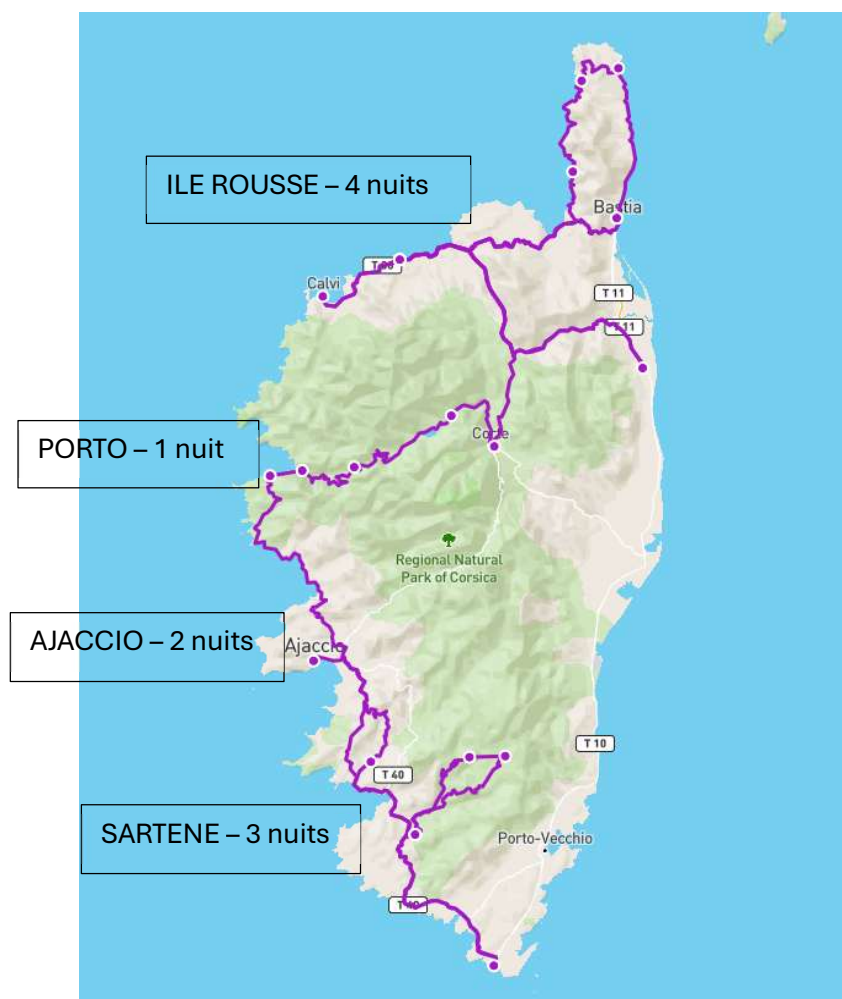 ILE ROUSSE – 4 nuits
Bastia
Calvi
T 11
T 11
Corte
PORTO – 1 nuit
Regional Natural
Park of Corsica
AJACCIO – 2 nuits
Ajaccio
T 10
T 40
SARTENE – 3 nuits
Porto-Vecchio
T 40